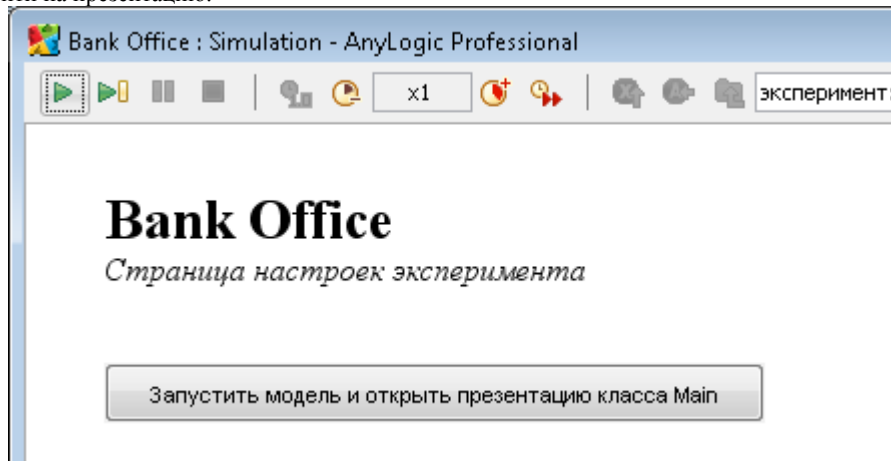 Bank Office : Simulation - AnyLogic Professional
x1
эксперимент:
Bank Office
Страница настроек эксперимента
Запустить модель и открыть презентацию класса Main